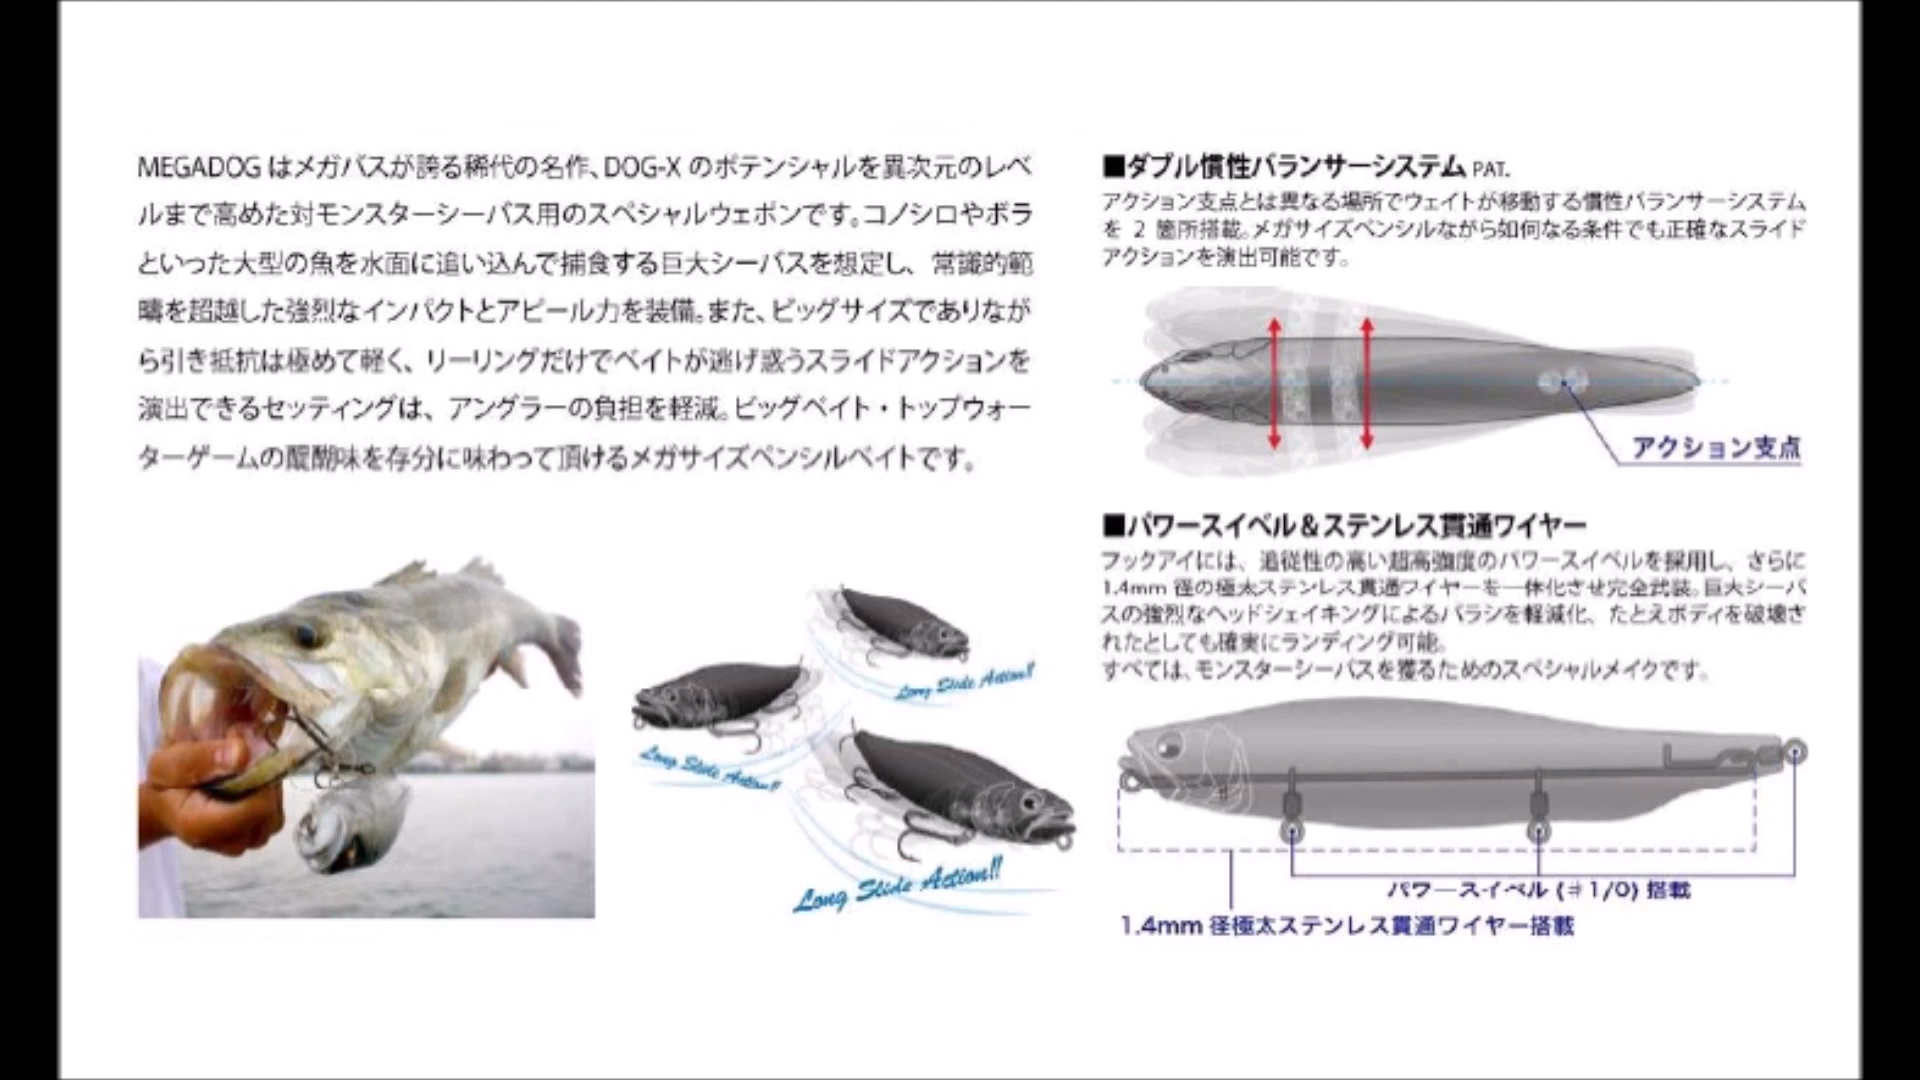 MEGADOG はメガバスが誇る稀代の名作、DOG-X のポテンシャルを異次元のレベ
ルまで高めた対モンスターシーバス用のスペシャルウェポンです。コノシロやボラ
といった大型の魚を水面に追い込んで捕食する巨大シーバスを想定し、常識的範
疇を超越した強烈なインパクトとアピール力を装備。また、ビッグサイズでありなが
ら引き抵抗は極めて軽く、リーリングだけでベイトが逃げ惑うスライドアクションを
演出できるセッティングは、アングラーの負担を軽減。ビッグベイト・トップウォー
ターゲームの醍醐味を存分に味わって頂けるメガサイズペンシルベイトです。
■ダブル慣性バランサーシステム PAT.
アクション支点とは異なる場所でウェイトが移動する慣性バランサーシステム
を 2 箇所搭載。メガサイズペンシルながら如何なる条件でも正確なスライド
アクションを演出可能です。
アクション支点
■パワースイベル＆ステンレス貫通ワイヤー
フックアイには、追従性の高い超高強度のパワースイベルを採用し、さらに
1.4mm 径の極太ステンレス貫通ワイヤーを一体化させ完全武装。巨大シーバ
スの強烈なヘッドシェイキングによるバラシを軽減化、たとえボディを破壊さ
れたとしても確実にランディング可能。
すべては、モンスターシーバスを獲るためのスペシャルメイクです。
Long Slide Action!!
Long Slide Action!!
Long Slide Action!!
パワースイベル (#1/0) 搭載
1.4mm 径極太ステンレス貫通ワイヤー搭載